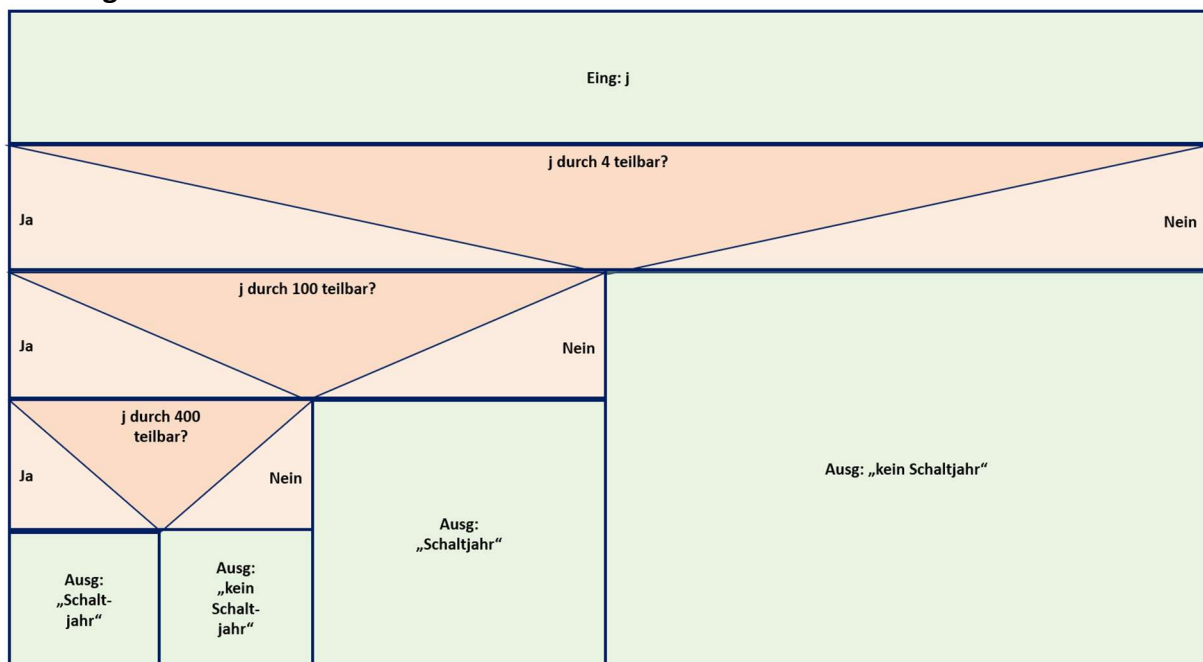 Eing: j
j durch 4 teilbar?
Ja
Nein
j durch 100 teilbar?
Ja
Nein
j durch 400
teilbar?
Ja
Nein
Ausg: „kein Schaltjahr“
Ausg:
„Schaltjahr“
Ausg:
„Schalt-
jahr“
Ausg:
„kein
Schalt-
jahr“